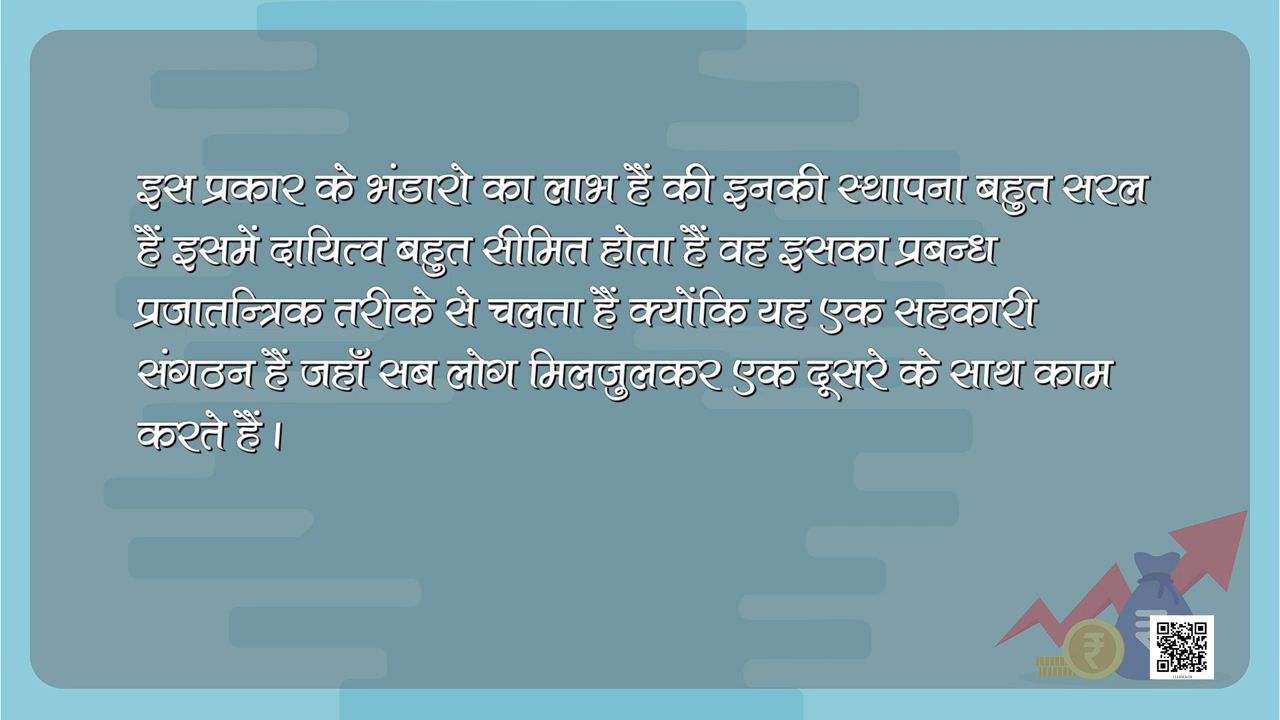 इस प्रकार के भंडारो का लाभ हैं की इनकी स्थापना बहुत सरल
हैं इसमें दायित्व बहुत सीमित होता हैं वह इसका प्रबन्ध
प्रजातन्त्रिक तरीके से चलता हैं क्योंकि यह एक सहकारी
संगठन हैं जहाँ सब लोग मिलजुलकर एक दूसरे के साथ काम
करते हैं।